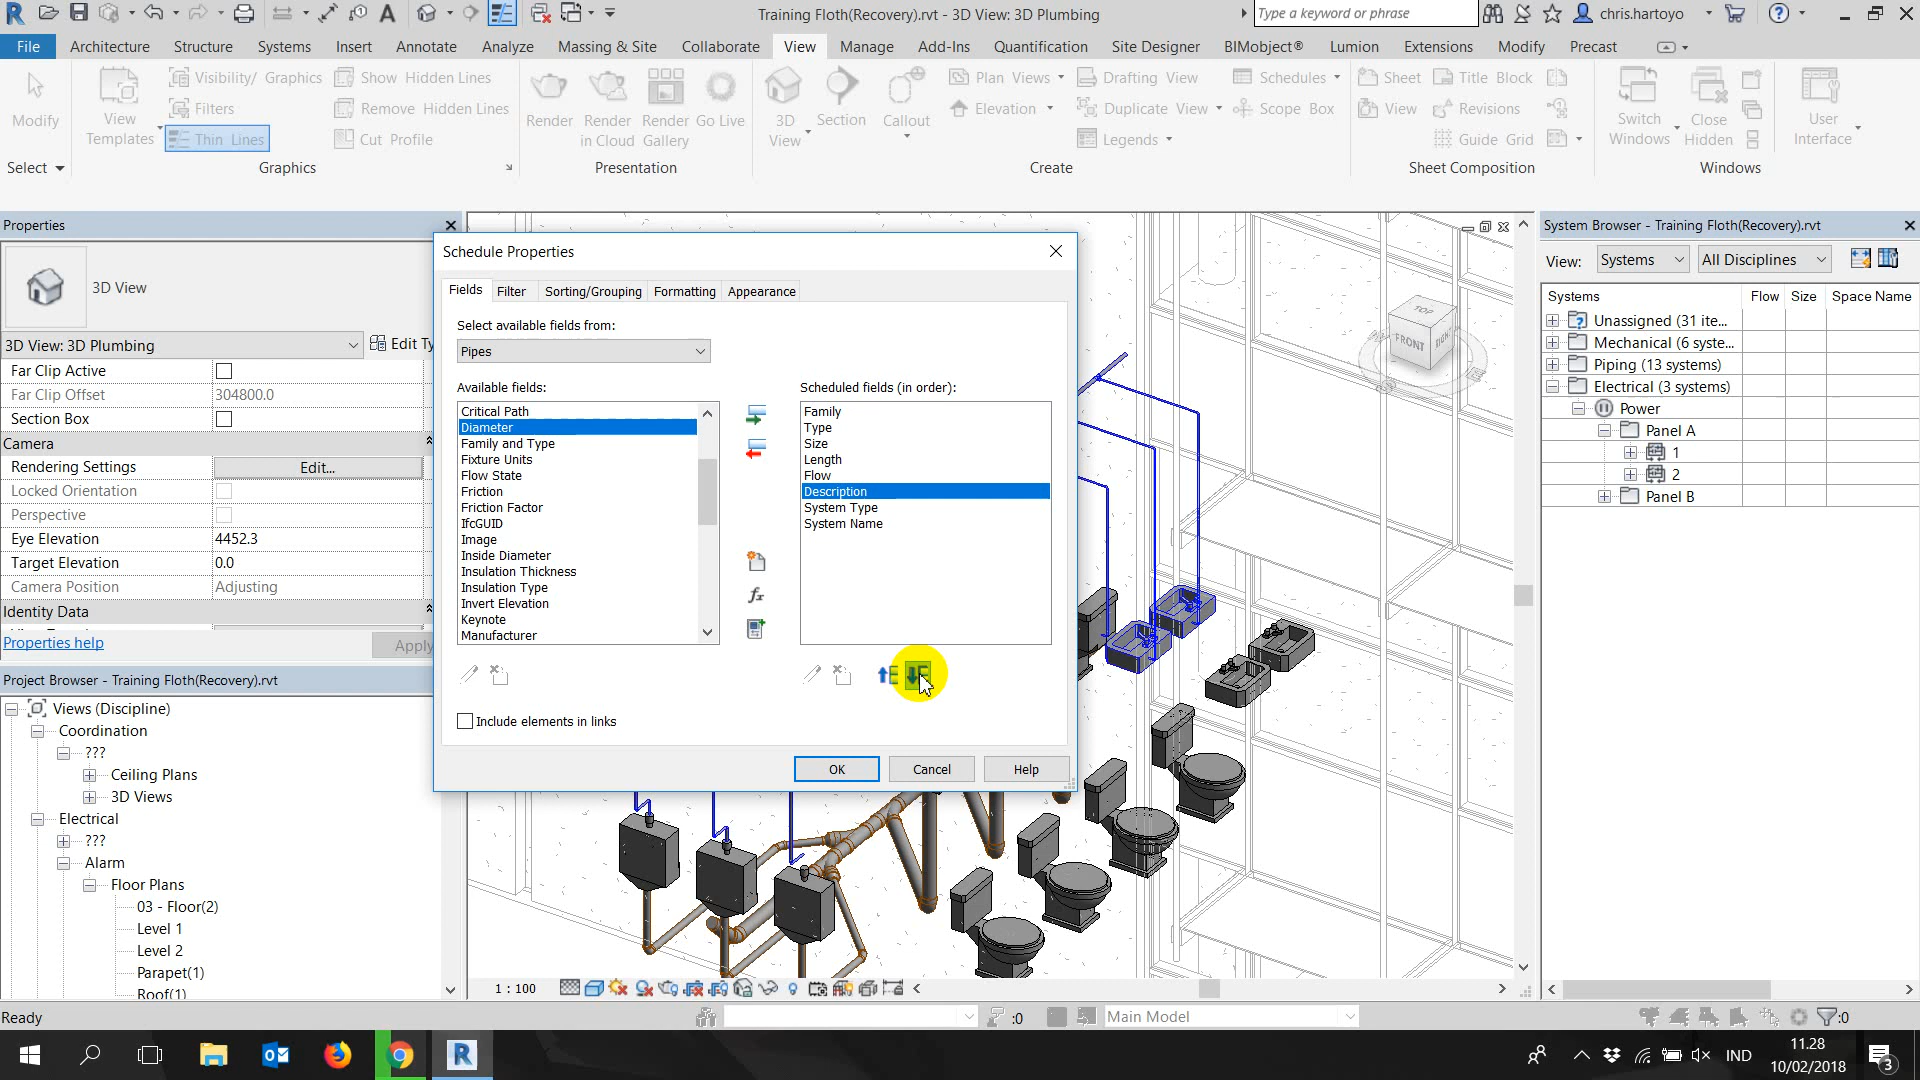 Training Floth(Recovery).rvt - 3D View: 3D Plumbing
Type a keyword or phrase
chris.hartoyo
File Architecture Structure Systems Insert Annotate Analyze Massing & Site Collaborate View Manage Add-Ins Quantification Site Designer BIMobject® Lumion Extensions Modify Precast
Modify
View Templates
Visibility/ Graphics
Filters
Thin Lines
Show Hidden Lines
Remove Hidden Lines
Cut Profile
Render
Render in Cloud
Render Gallery
Go Live
3D View
Section
Callout
Plan Views
Elevation
Drafting View
Duplicate View
Legends
Schedules
Scope Box
Sheet
View
Title Block
Revisions
Guide Grid
Switch Windows
Close Hidden
User Interface
Select
Graphics
Presentation
Create
Sheet Composition
Windows
Properties
3D View
3D View: 3D Plumbing
Edit Ty
Far Clip Active
Far Clip Offset 304800.0
Section Box
Camera
Rendering Settings Edit...
Locked Orientation
Perspective
Eye Elevation 4452.3
Target Elevation 0.0
Camera Position Adjusting
Identity Data
Properties help
Apply
Project Browser - Training Floth(Recovery).rvt
Views (Discipline)
Coordination
???
Ceiling Plans
3D Views
Electrical
???
Alarm
Floor Plans
03 - Floor(2)
Level 1
Level 2
Parapet(1)
Roof(1)
Schedule Properties
Fields Filter Sorting/Grouping Formatting Appearance
Select available fields from:
Pipes
Available fields:
Critical Path
Diameter
Family and Type
Fixture Units
Flow State
Friction
Friction Factor
IfcGUID
Image
Inside Diameter
Insulation Thickness
Insulation Type
Invert Elevation
Keynote
Manufacturer
Scheduled fields (in order):
Family
Type
Size
Length
Flow
Description
System Type
System Name
fx
Include elements in links
OK Cancel Help
TOP
FRONT
RIGHT
System Browser - Training Floth(Recovery).rvt
View: Systems All Disciplines
Systems Flow Size Space Name
Unassigned (31 ite...
Mechanical (6 syste...
Piping (13 systems)
Electrical (3 systems)
Power
Panel A
1
2
Panel B
1 : 100
Ready
:0
Main Model
:0
IND
11.28
10/02/2018
3